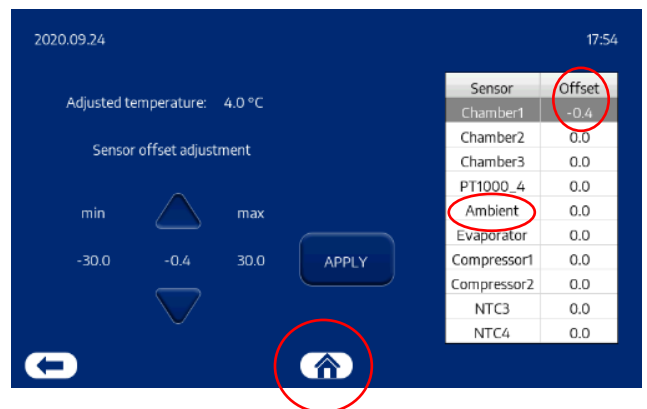 2020.09.24 17:54
Adjusted temperature: 4.0 °C
Sensor offset adjustment
min max
-30.0 -0.4 30.0
APPLY
Sensor Offset
Chamber1 -0.4
Chamber2 0.0
Chamber3 0.0
PT1000_4 0.0
Ambient 0.0
Evaporator 0.0
Compressor1 0.0
Compressor2 0.0
NTC3 0.0
NTC4 0.0